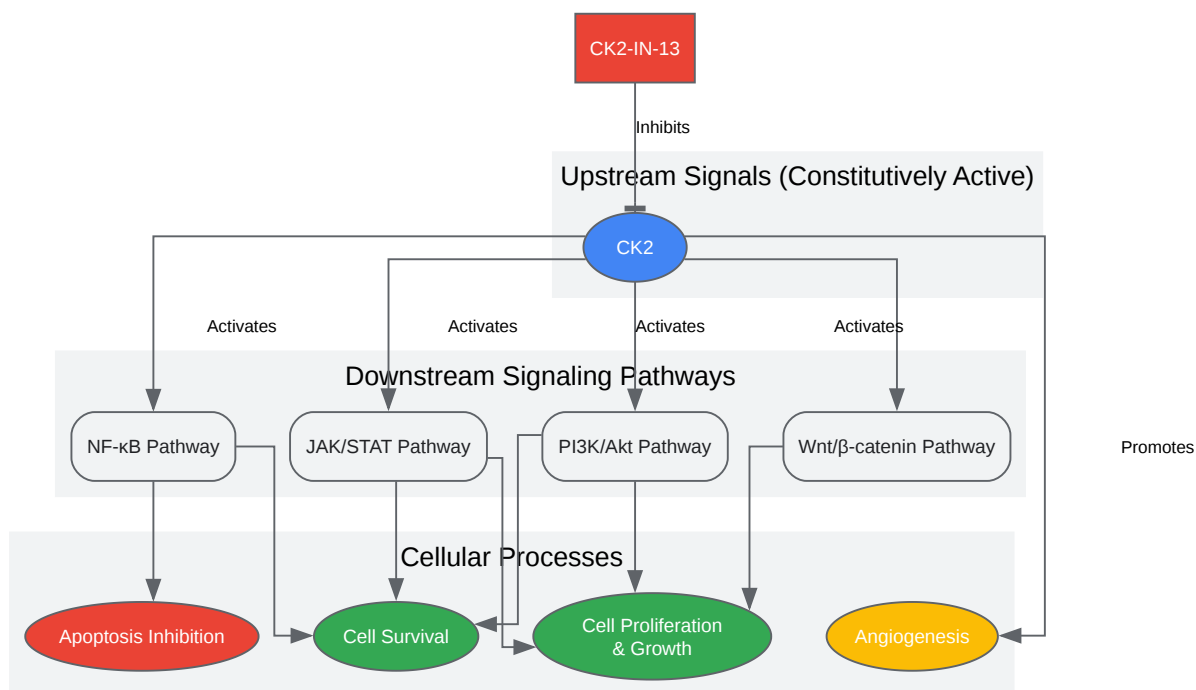 CK2-IN-13
Inhibits
Upstream Signals (Constitutively Active)
CK2
Activates
Activates
Activates
Activates
Downstream Signaling Pathways
NF-κB Pathway
JAK/STAT Pathway
PI3K/Akt Pathway
Wnt/β-catenin Pathway
Promotes
Cellular Processes
Apoptosis Inhibition
Cell Survival
Cell Proliferation
& Growth
Angiogenesis